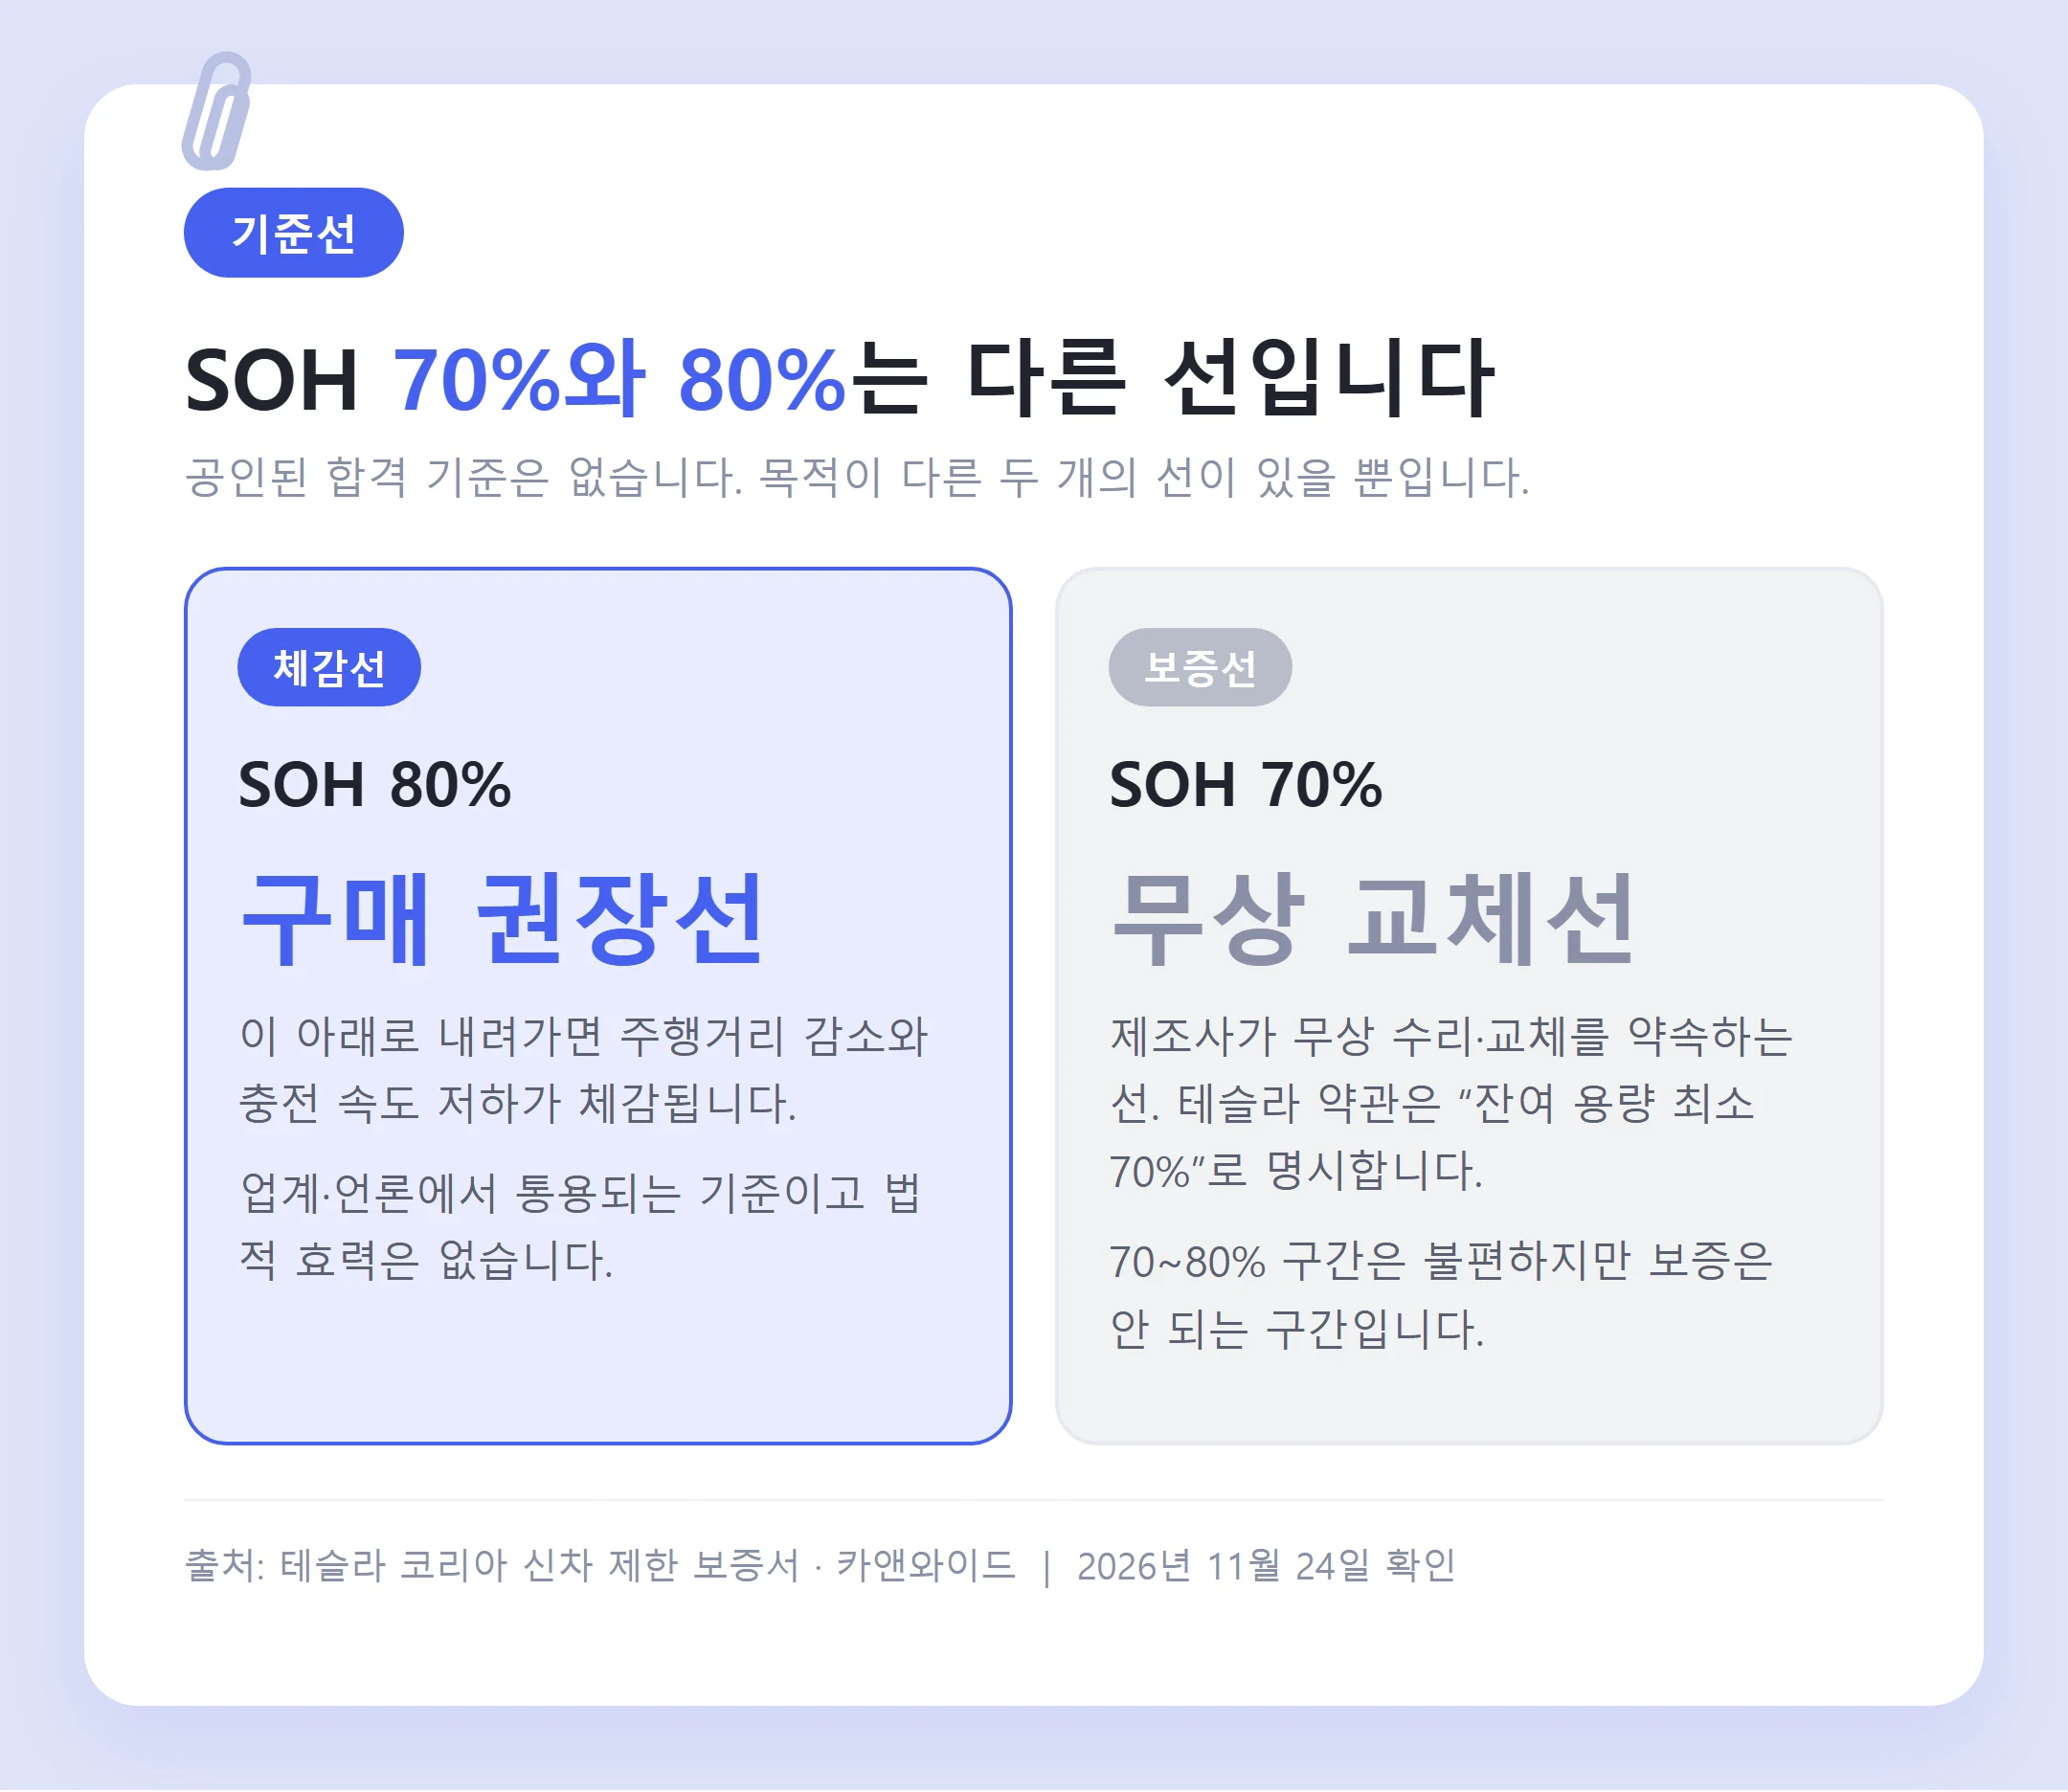 기준선
SOH 70%와 80%는 다른 선입니다
공인된 합격 기준은 없습니다. 목적이 다른 두 개의 선이 있을 뿐입니다.
체감선
SOH 80%
구매 권장선
이 아래로 내려가면 주행거리 감소와
충전 속도 저하가 체감됩니다.
업계·언론에서 통용되는 기준이고 법
적 효력은 없습니다.
보증선
SOH 70%
무상 교체선
제조사가 무상 수리·교체를 약속하는
선. 테슬라 약관은 “잔여 용량 최소
70%”로 명시합니다.
70~80% 구간은 불편하지만 보증은
안 되는 구간입니다.
출처: 테슬라 코리아 신차 제한 보증서 · 카앤와이드 | 2026년 11월 24일 확인